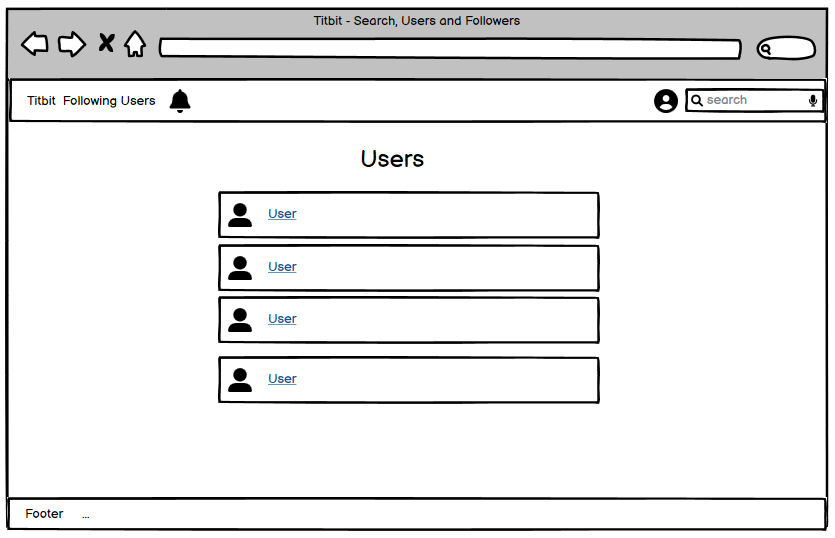 Titbit - Search, Users and Followers
Titbit Following Users search
Users
User
User
User
User
Footer ...